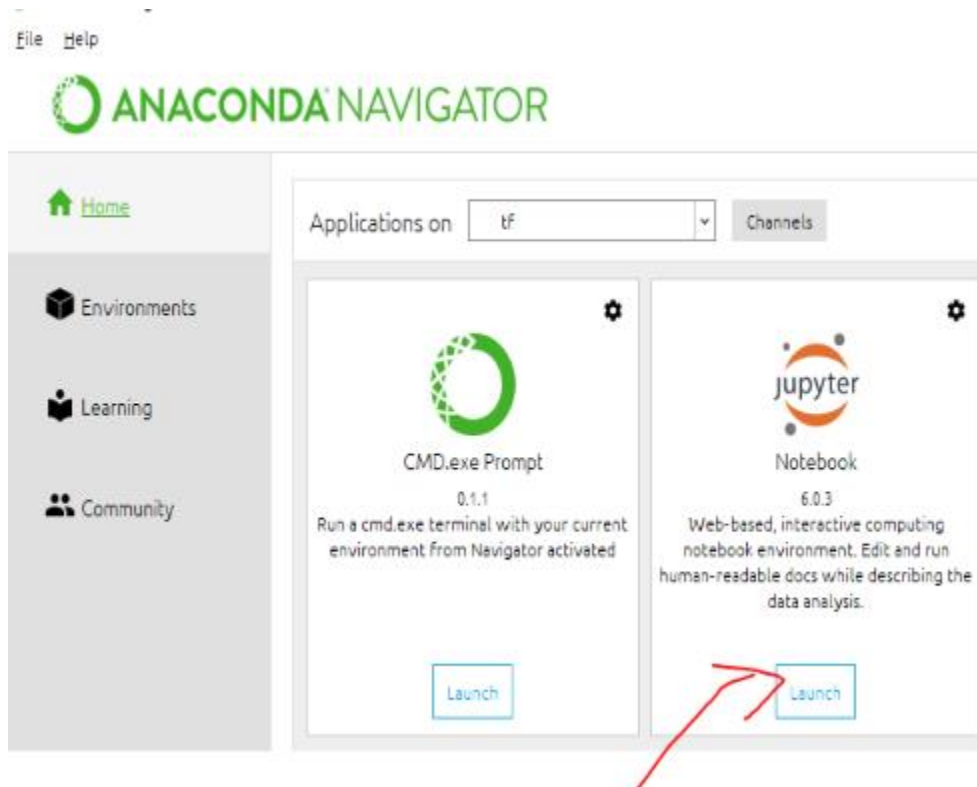 File Help
ANACONDA NAVIGATOR
Home
Applications on tf Channels
Environments
Learning
Community
CMD.exe Prompt
0.1.1
Run a cmd.exe terminal with your current
environment from Navigator activated
Launch
jupyter
Notebook
6.0.3
Web-based, interactive computing
notebook environment. Edit and run
human-readable docs while describing the
data analysis.
Launch